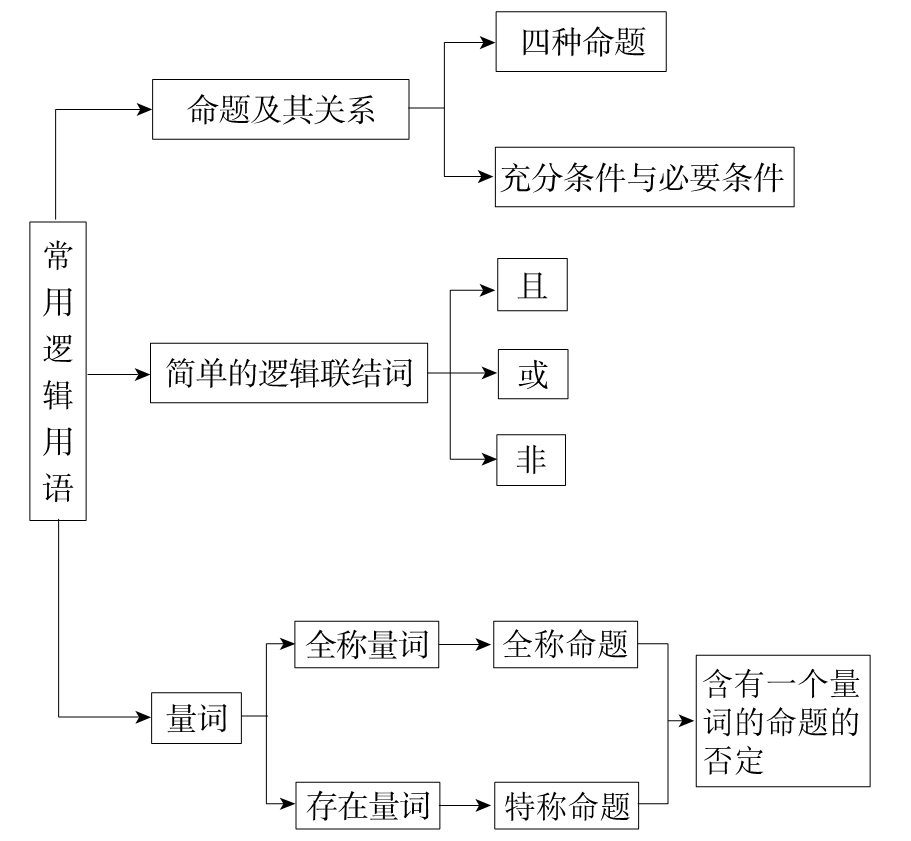 常用逻辑用语
命题及其关系
四种命题
充分条件与必要条件
简单的逻辑联结词
且
或
非
量词
全称量词
全称命题
存在量词
特称命题
含有一个量
词的命题的
否定